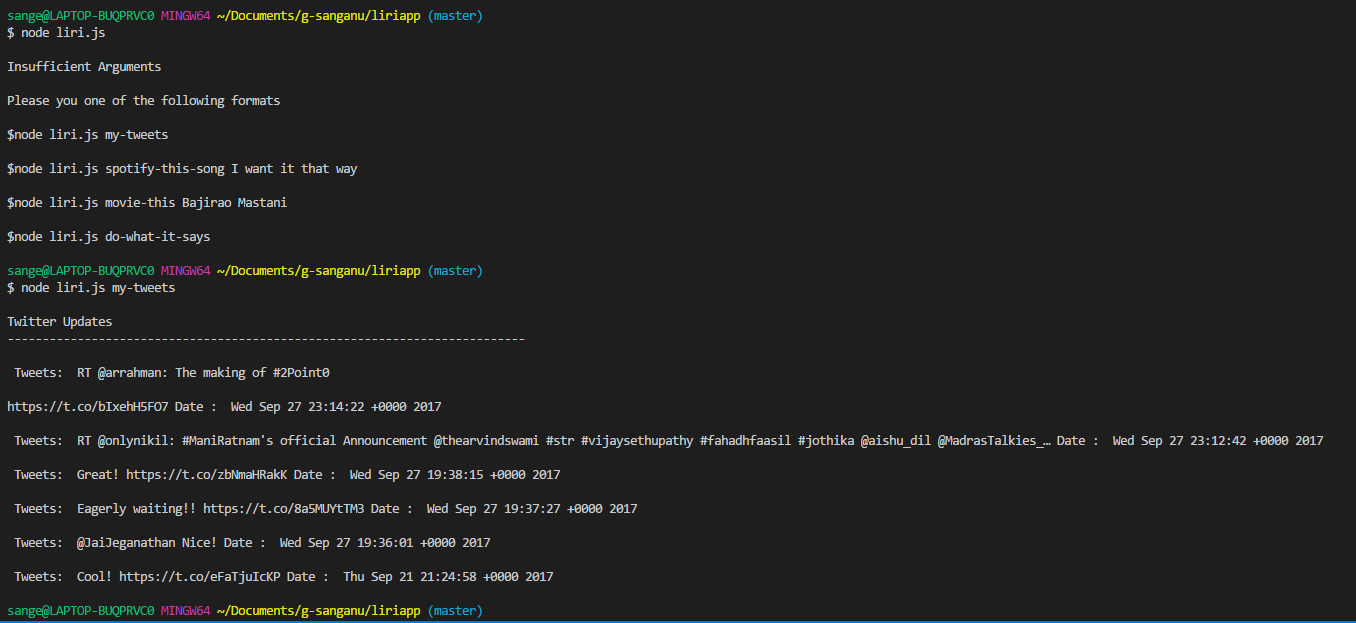 sange@LAPTOP-BUQPRVC0 MINGW64 ~/Documents/g-sanganu/liriapp (master)
$ node liri.js
Insufficient Arguments
Please you one of the following formats
$node liri.js my-tweets
$node liri.js spotify-this-song I want it that way
$node liri.js movie-this Bajirao Mastani
$node liri.js do-what-it-says
sange@LAPTOP-BUQPRVC0 MINGW64 ~/Documents/g-sanganu/liriapp (master)
$ node liri.js my-tweets
Twitter Updates
--------------------------------------------------------------------------
Tweets:  RT @arrahman: The making of #2Point0
https://t.co/bIxehH5FO7 Date :  Wed Sep 27 23:14:22 +0000 2017
Tweets:  RT @onlynikil: #ManiRatnam's official Announcement @thearvindswami #str #vijaysethupathy #fahadhfaasil #jothika @aishu_dil @MadrasTalkies_… Date :  Wed Sep 27 23:12:42 +0000 2017
Tweets:  Great! https://t.co/zbNmaHRakK Date :  Wed Sep 27 19:38:15 +0000 2017
Tweets:  Eagerly waiting!! https://t.co/8a5MUYtTM3 Date :  Wed Sep 27 19:37:27 +0000 2017
Tweets:  @JaiJeganathan Nice! Date :  Wed Sep 27 19:36:01 +0000 2017
Tweets:  Cool! https://t.co/eFaTjuIcKP Date :  Thu Sep 21 21:24:58 +0000 2017
sange@LAPTOP-BUQPRVC0 MINGW64 ~/Documents/g-sanganu/liriapp (master)